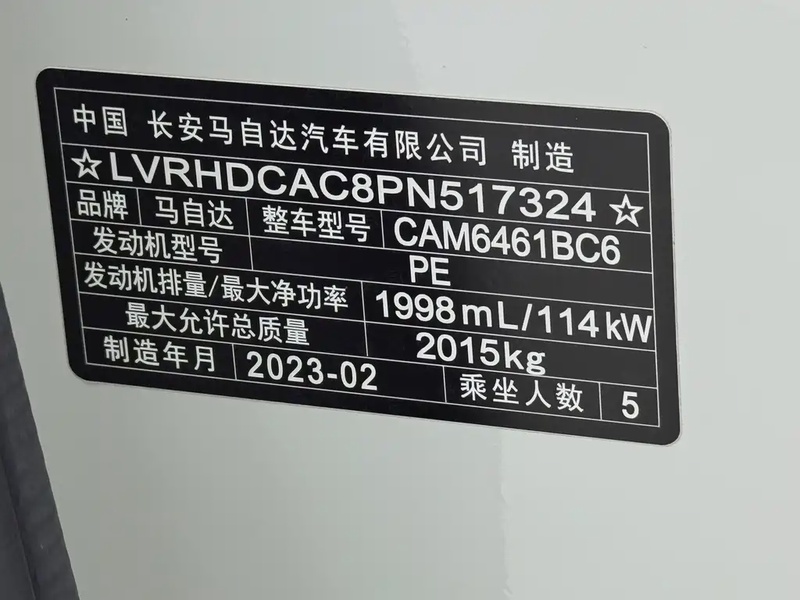 中国 长安马自达汽车有限公司 制造
☆LVRHDCAC8PN517324☆
品牌 马自达 整车型号 CAM6461BC6
发动机型号 PE
发动机排量/最大净功率 1998mL/114kW
最大允许总质量 2015kg
制造年月 2023-02 乘坐人数 5